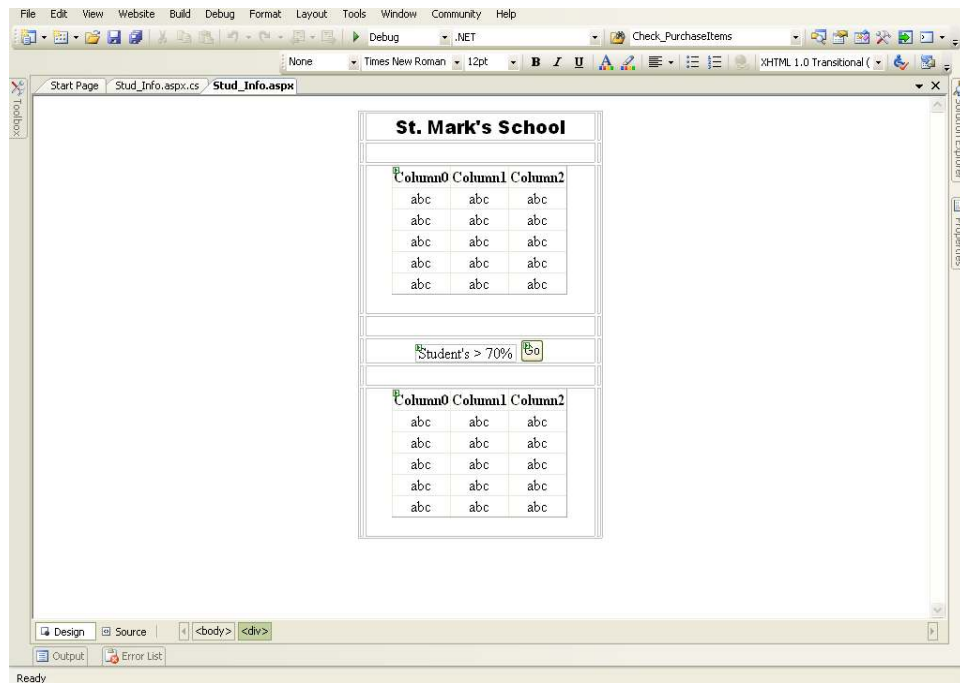 File Edit View Website Build Debug Format Layout Tools Window Community Help
Debug .NET Check_PurchaseItems
None Times New Roman 12pt B I U A XHTML 1.0 Transitional (
Start Page Stud_Info.aspx.cs Stud_Info.aspx
Toolbox
Solution Explorer
Properties
St. Mark's School
Column0 Column1 Column2
abc abc abc
abc abc abc
abc abc abc
abc abc abc
abc abc abc
Student's > 70% Go
Column0 Column1 Column2
abc abc abc
abc abc abc
abc abc abc
abc abc abc
abc abc abc
Design Source <body> <div>
Output Error List
Ready